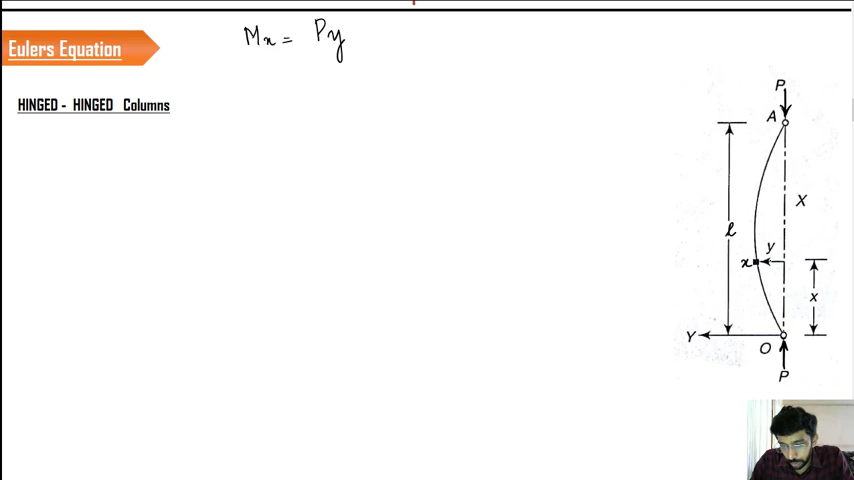 Mx = Py
Eulers Equation
HINGED - HINGED Columns
P
A
X
l
y
x
x
Y
O
P